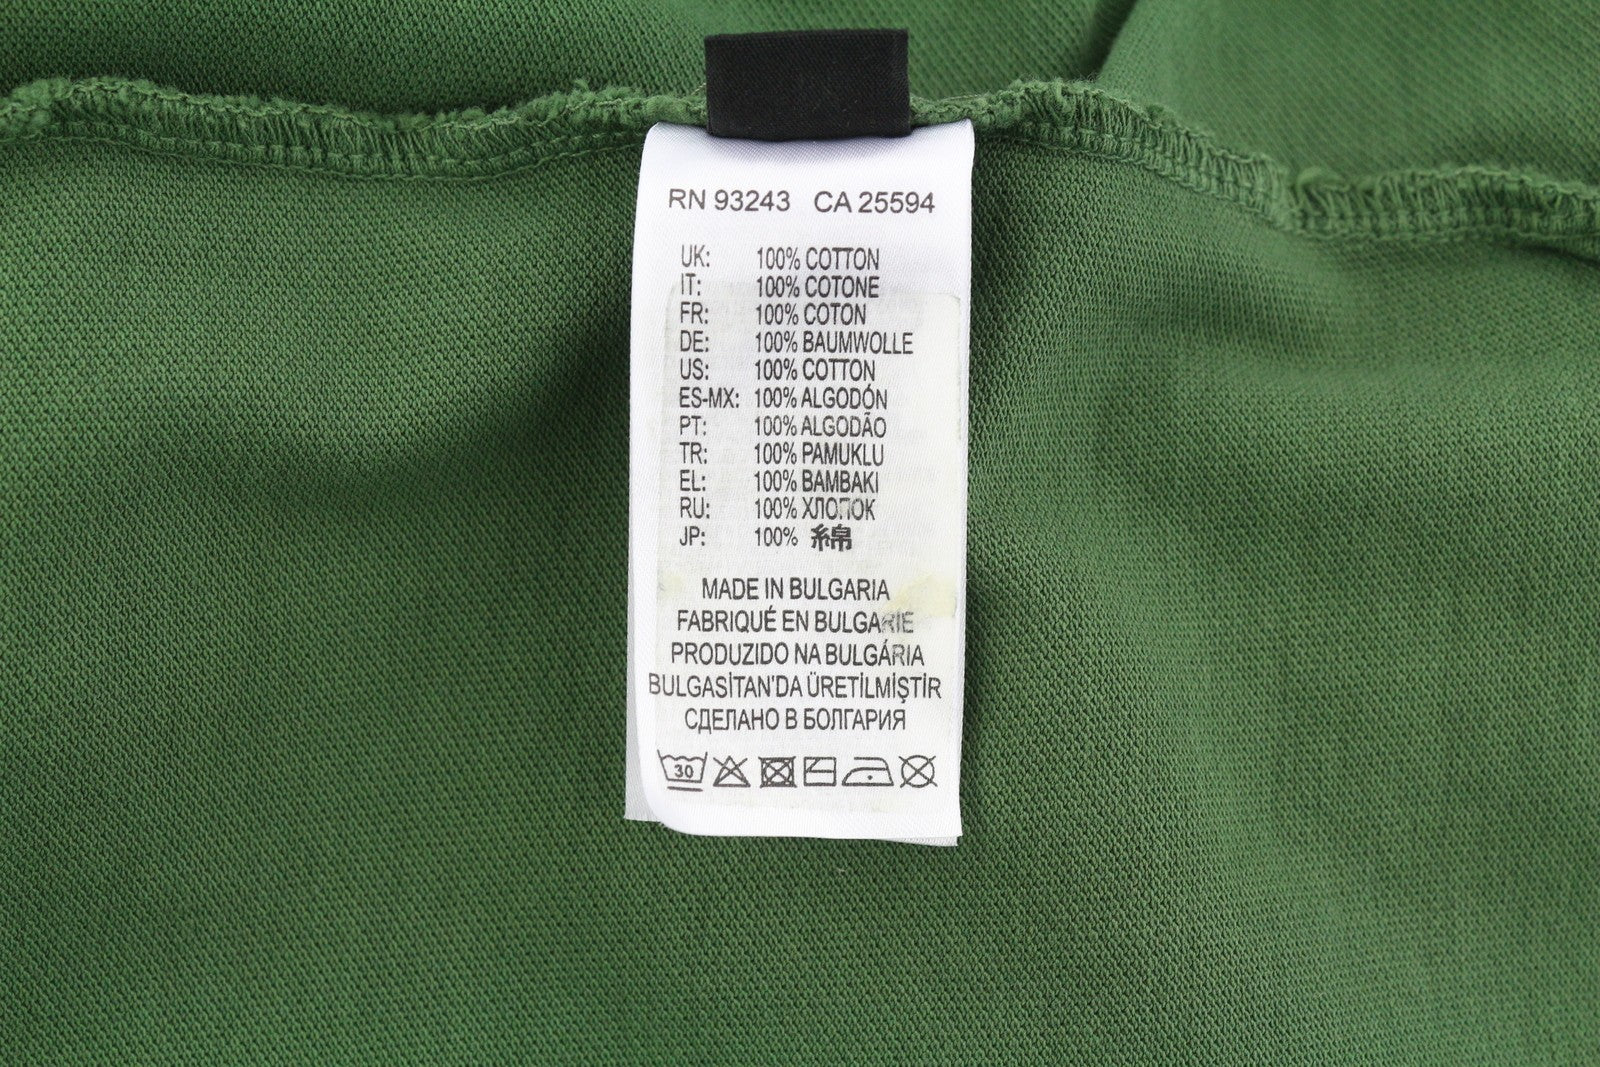 RN 93243 CA 25594
UK: 100% COTTON
IT: 100% COTONE
FR: 100% COTON
DE: 100% BAUMWOLLE
US: 100% COTTON
ES-MX: 100% ALGODÓN
PT: 100% ALGODÃO
TR: 100% PAMUKLU
EL: 100% ΒΑΜΒΑΚΙ
RU: 100% ХЛОПОК
JP: 100% 綿
MADE IN BULGARIA
FABRIQUÉ EN BULGARIE
PRODUZIDO NA BULGÁRIA
BULGASİTAN'DA ÜRETİLMİŞTİR
СДЕЛАНО В БОЛГАРИЯ
30